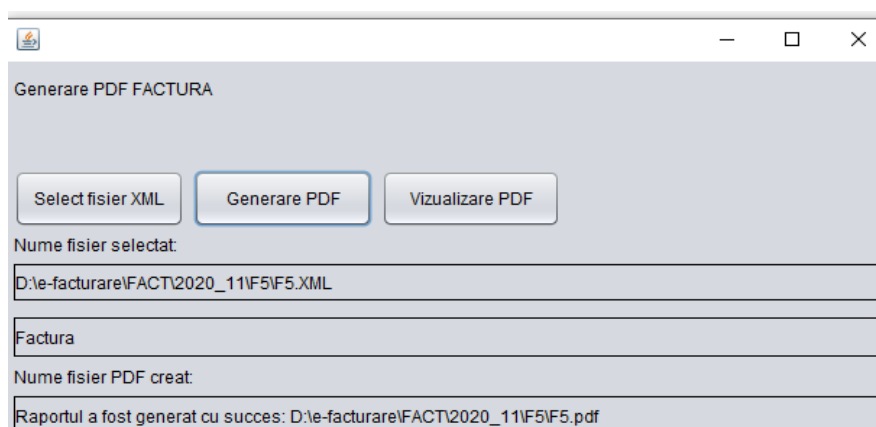 Generare PDF FACTURA
Select fisier XML Generare PDF Vizualizare PDF
Nume fisier selectat:
D:\e-facturare\FACT\2020_11\F5\F5.XML
Factura
Nume fisier PDF creat:
Raportul a fost generat cu succes: D:\e-facturare\FACT\2020_11\F5\F5.pdf